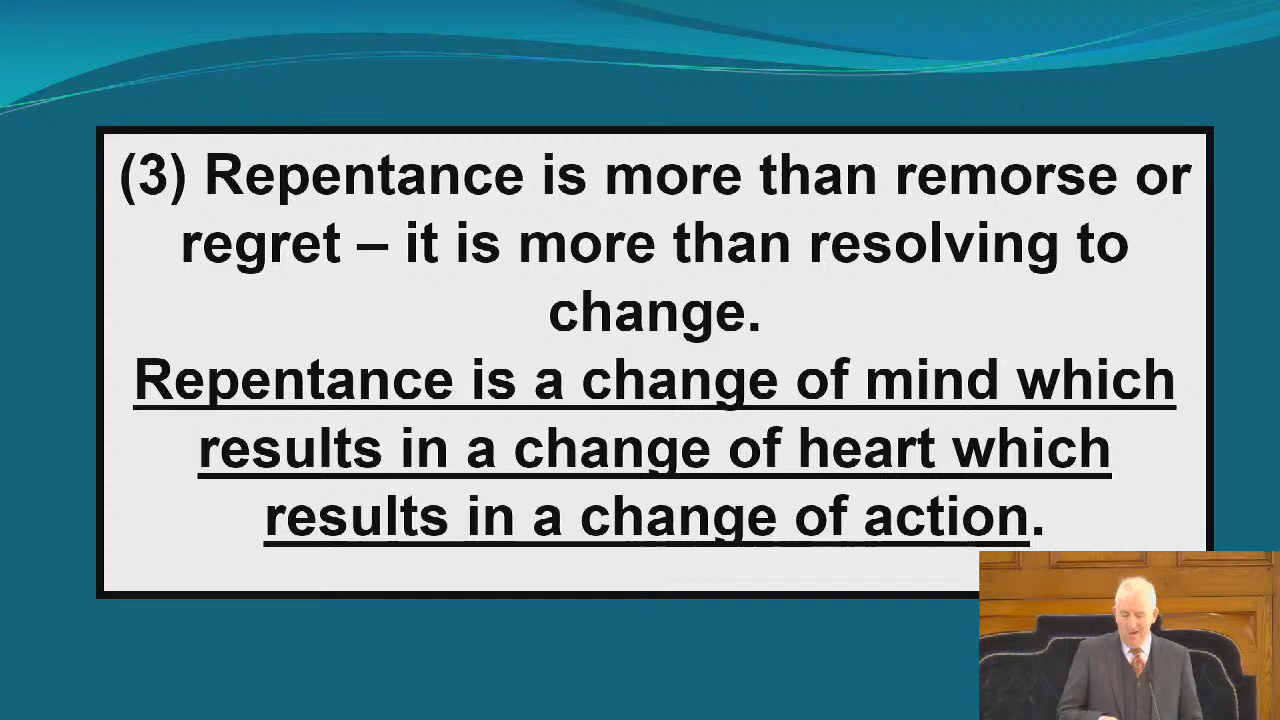 (3) Repentance is more than remorse or
regret – it is more than resolving to
change.
Repentance is a change of mind which
results in a change of heart which
results in a change of action.